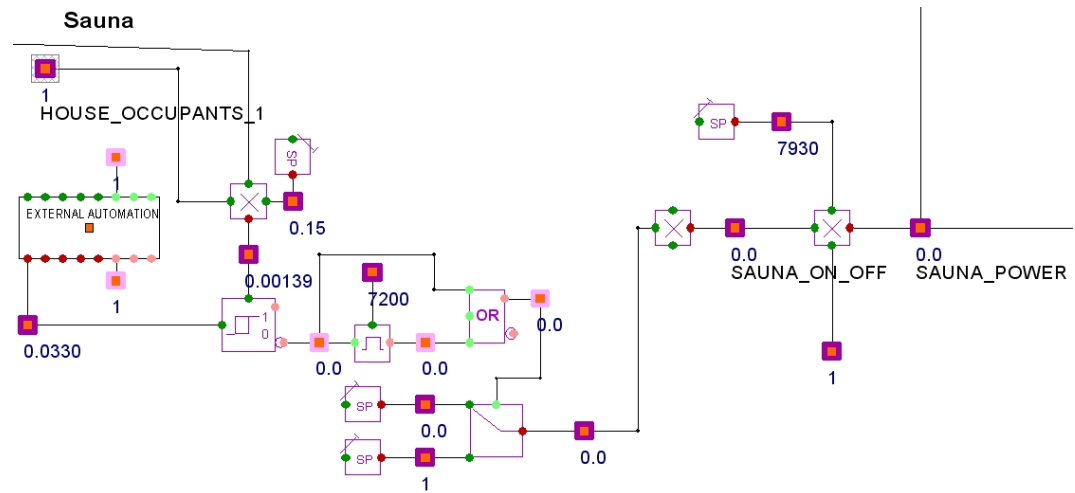 Sauna
1
HOUSE_OCCUPANTS_1
SP
7930
1
SP
EXTERNAL AUTOMATION
0.15
0.0
0.0
SAUNA_ON_OFF
SAUNA_POWER
0.00139
1
7200
1
0
OR
0.0
0.0330
0.0
0.0
1
SP
0.0
SP
0.0
1